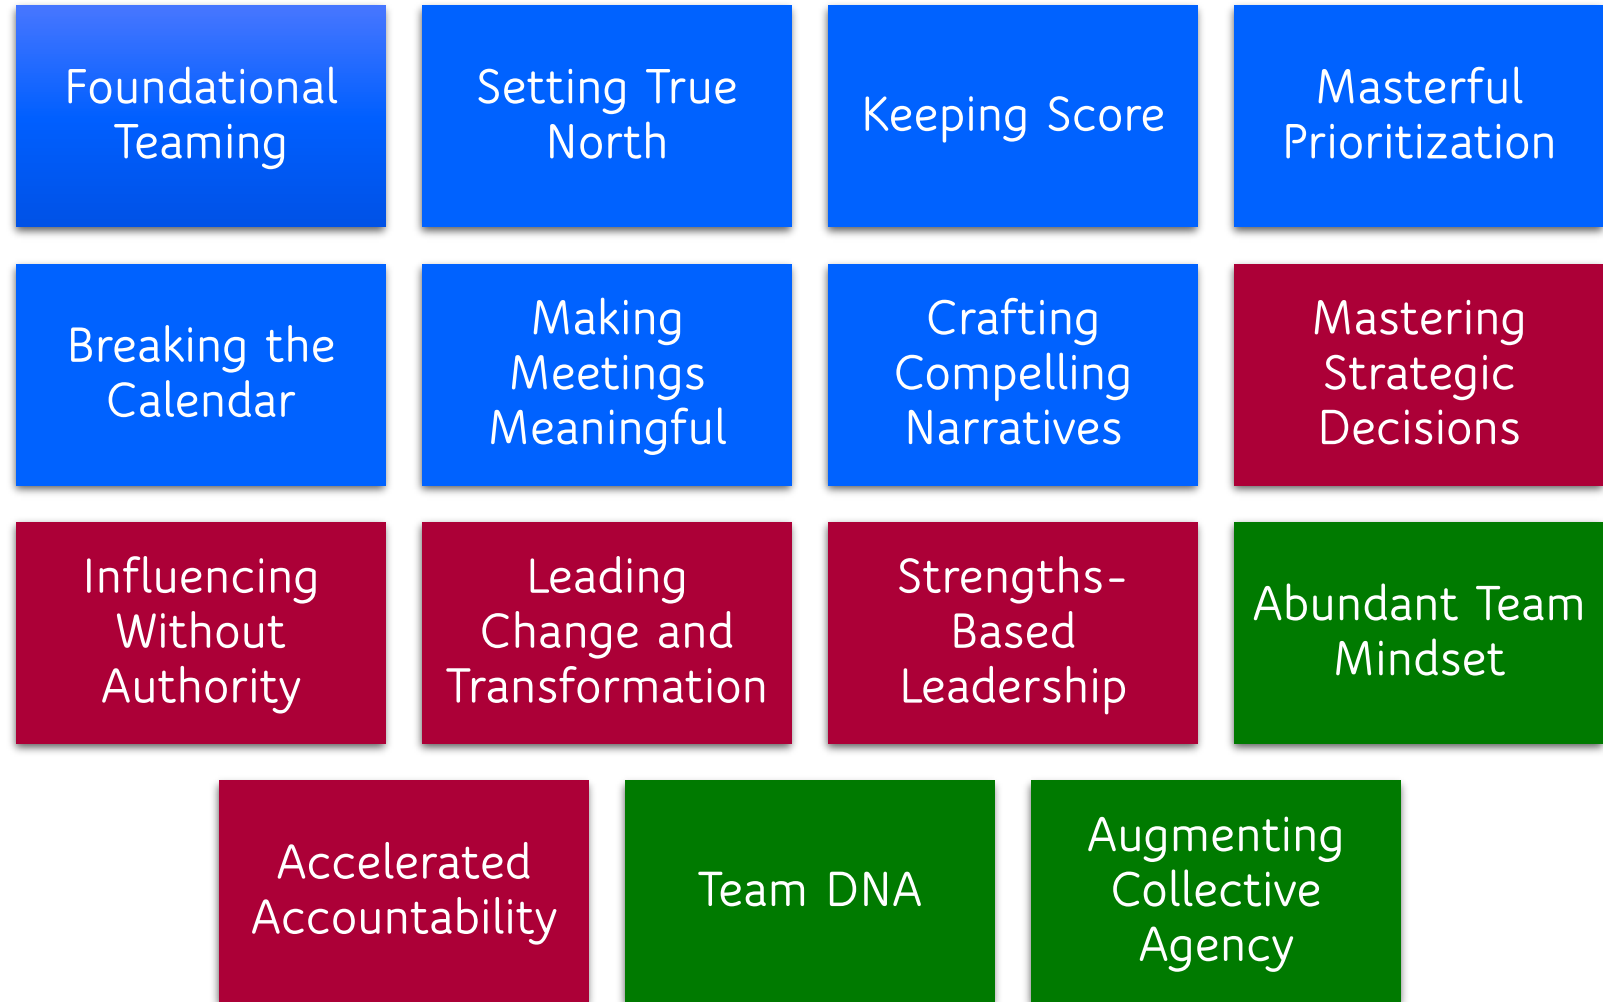 Foundational
Teaming
Setting True
North
Keeping Score
Masterful
Prioritization
Breaking the
Calendar
Making
Meetings
Meaningful
Crafting
Compelling
Narratives
Mastering
Strategic
Decisions
Influencing
Without
Authority
Leading
Change and
Transformation
Strengths-
Based
Leadership
Abundant Team
Mindset
Accelerated
Accountability
Team DNA
Augmenting
Collective
Agency